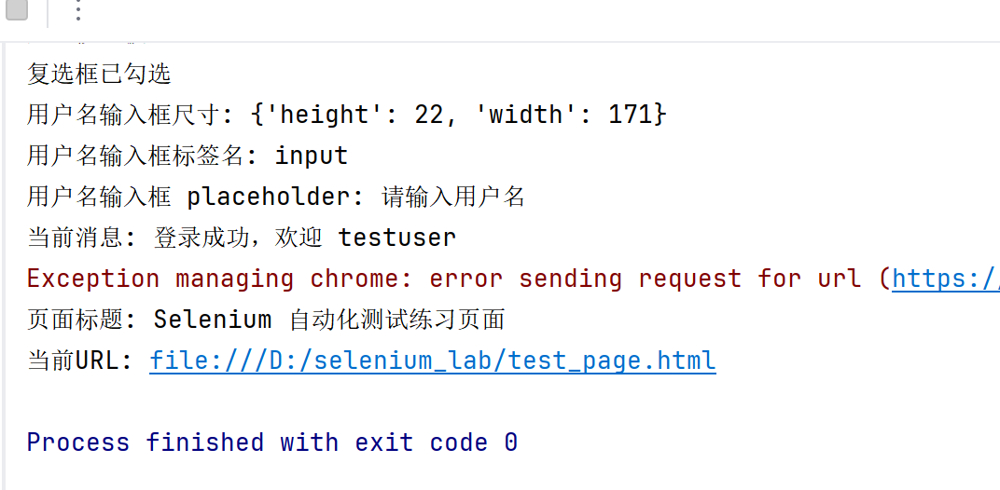 复选框已勾选
用户名输入框尺寸: {'height': 22, 'width': 171}
用户名输入框标签名: input
用户名输入框 placeholder: 请输入用户名
当前消息: 登录成功，欢迎 testuser
Exception managing chrome: error sending request for url (https://
页面标题: Selenium 自动化测试练习页面
当前URL: file:///D:/selenium_lab/test_page.html
Process finished with exit code 0